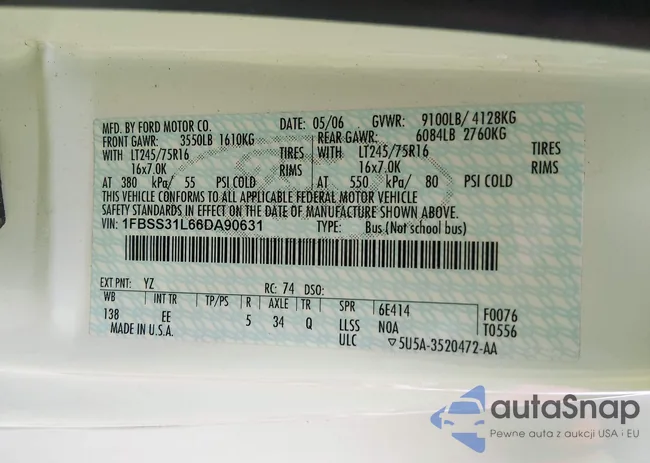 MFD. BY FORD MOTOR CO. DATE: 05/06 GVWR: 9100LB/ 4128KG
FRONT GAWR: 3550LB 1610KG REAR GAWR: 6084LB 2760KG
WITH LT245/75R16 TIRES WITH LT245/75R16 TIRES
16x7.0K RIMS 16x7.0K RIMS
AT 380 kPa/ 55 PSI COLD AT 550 kPa/ 80 PSI COLD
THIS VEHICLE CONFORMS TO ALL APPLICABLE FEDERAL MOTOR VEHICLE
SAFETY STANDARDS IN EFFECT ON THE DATE OF MANUFACTURE SHOWN ABOVE.
VIN: 1FBSS31L66DA90631 TYPE: Bus (Not school bus)
EXT PNT: YZ RC: 74 DSO:
WB INT TR TP/PS R AXLE TR SPR 6E414 F0076
138 EE 5 34 Q LLSS NOA T0556
MADE IN U.S.A. ULC ▽5U5A-3520472-AA
autaSnap
Pewne auta z aukcji USA i EU